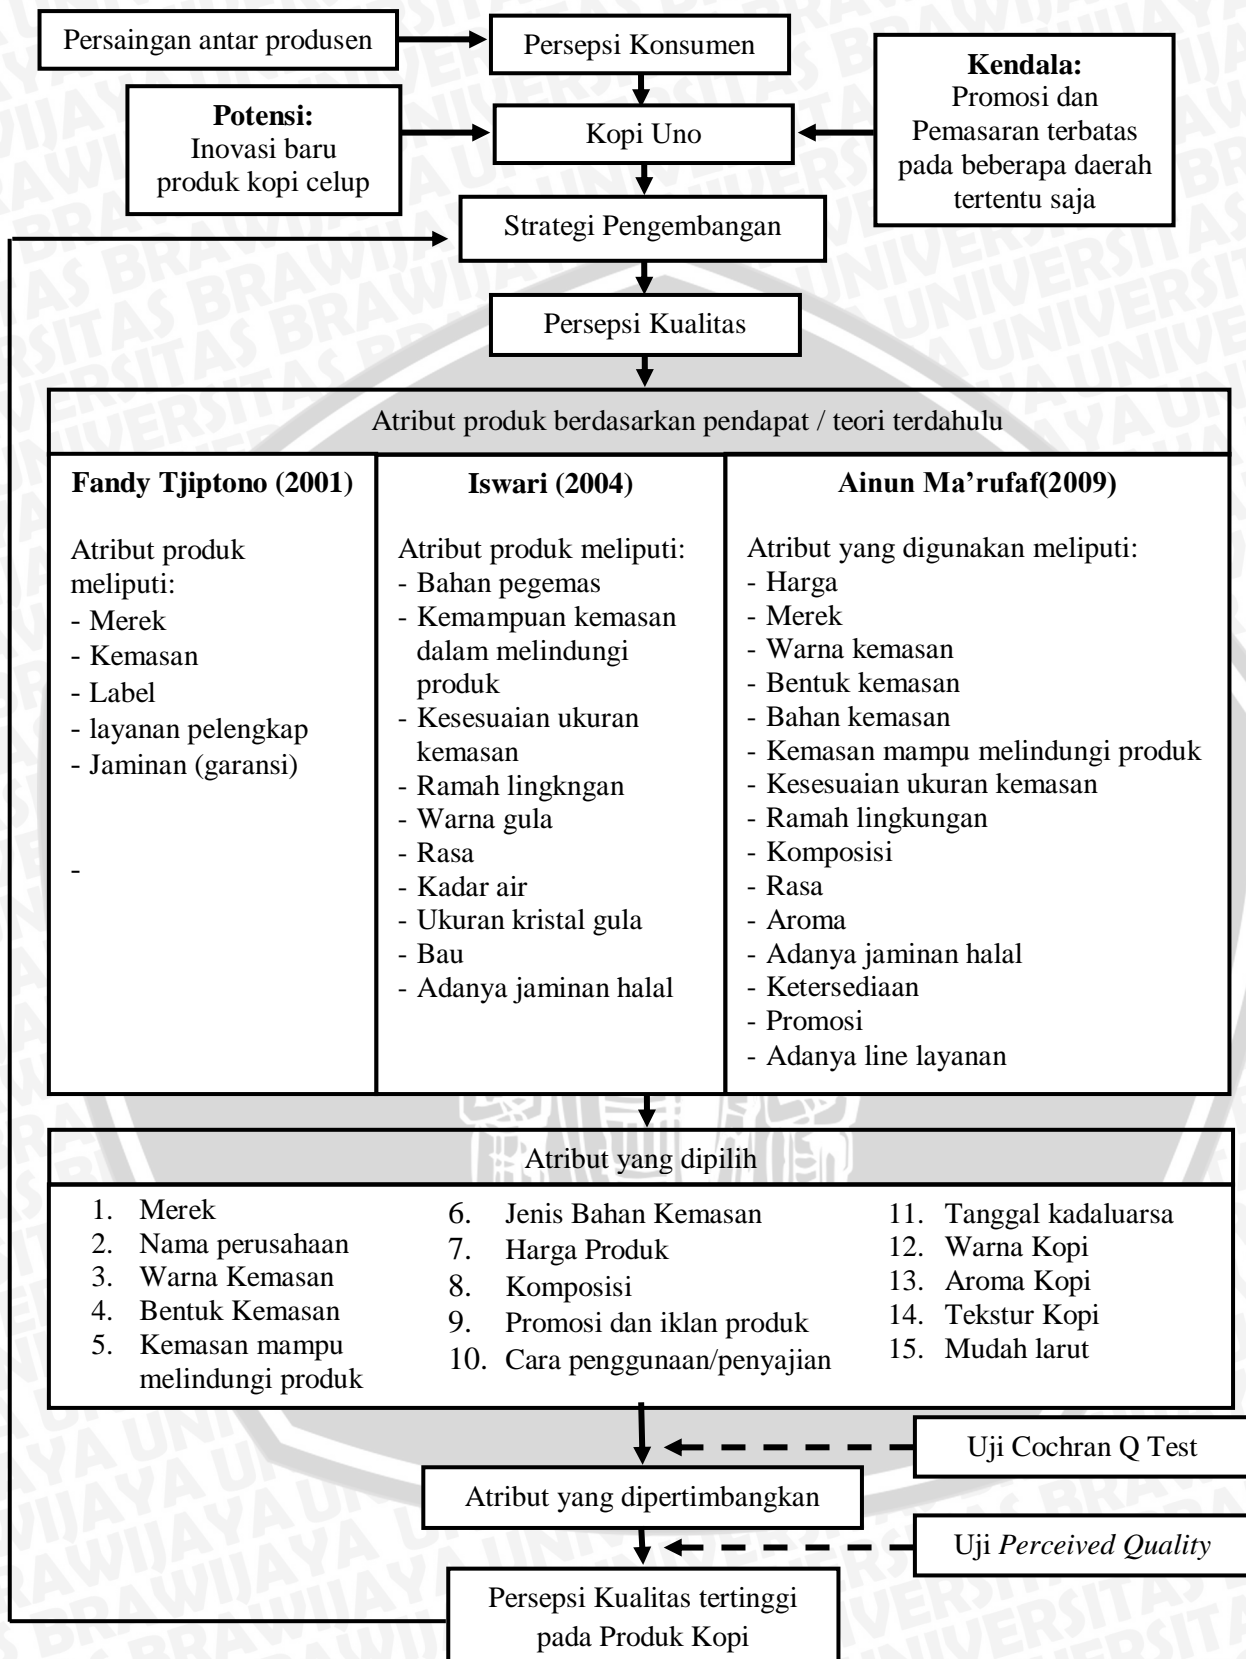 Persaingan antar produsen
Persepsi Konsumen
Potensi:
Inovasi baru
produk kopi celup
Kopi Uno
Kendala:
Promosi dan
Pemasaran terbatas
pada beberapa daerah
tertentu saja
Strategi Pengembangan
Persepsi Kualitas
Atribut produk berdasarkan pendapat / teori terdahulu
Fandy Tjiptono (2001)
Atribut produk
meliputi:
- Merek
- Kemasan
- Label
- layanan pelengkap
- Jaminan (garansi)
-
Iswari (2004)
Atribut produk meliputi:
- Bahan pegemas
- Kemampuan kemasan
dalam melindungi
produk
- Kesesuaian ukuran
kemasan
- Ramah lingkngan
- Warna gula
- Rasa
- Kadar air
- Ukuran kristal gula
- Bau
- Adanya jaminan halal
Ainun Ma’rufaf(2009)
Atribut yang digunakan meliputi:
- Harga
- Merek
- Warna kemasan
- Bentuk kemasan
- Bahan kemasan
- Kemasan mampu melindungi produk
- Kesesuaian ukuran kemasan
- Ramah lingkungan
- Komposisi
- Rasa
- Aroma
- Adanya jaminan halal
- Ketersediaan
- Promosi
- Adanya line layanan
Atribut yang dipilih
1. Merek
2. Nama perusahaan
3. Warna Kemasan
4. Bentuk Kemasan
5. Kemasan mampu
melindungi produk
6. Jenis Bahan Kemasan
7. Harga Produk
8. Komposisi
9. Promosi dan iklan produk
10. Cara penggunaan/penyajian
11. Tanggal kadaluarsa
12. Warna Kopi
13. Aroma Kopi
14. Tekstur Kopi
15. Mudah larut
Uji Cochran Q Test
Atribut yang dipertimbangkan
Uji Perceived Quality
Persepsi Kualitas tertinggi
pada Produk Kopi